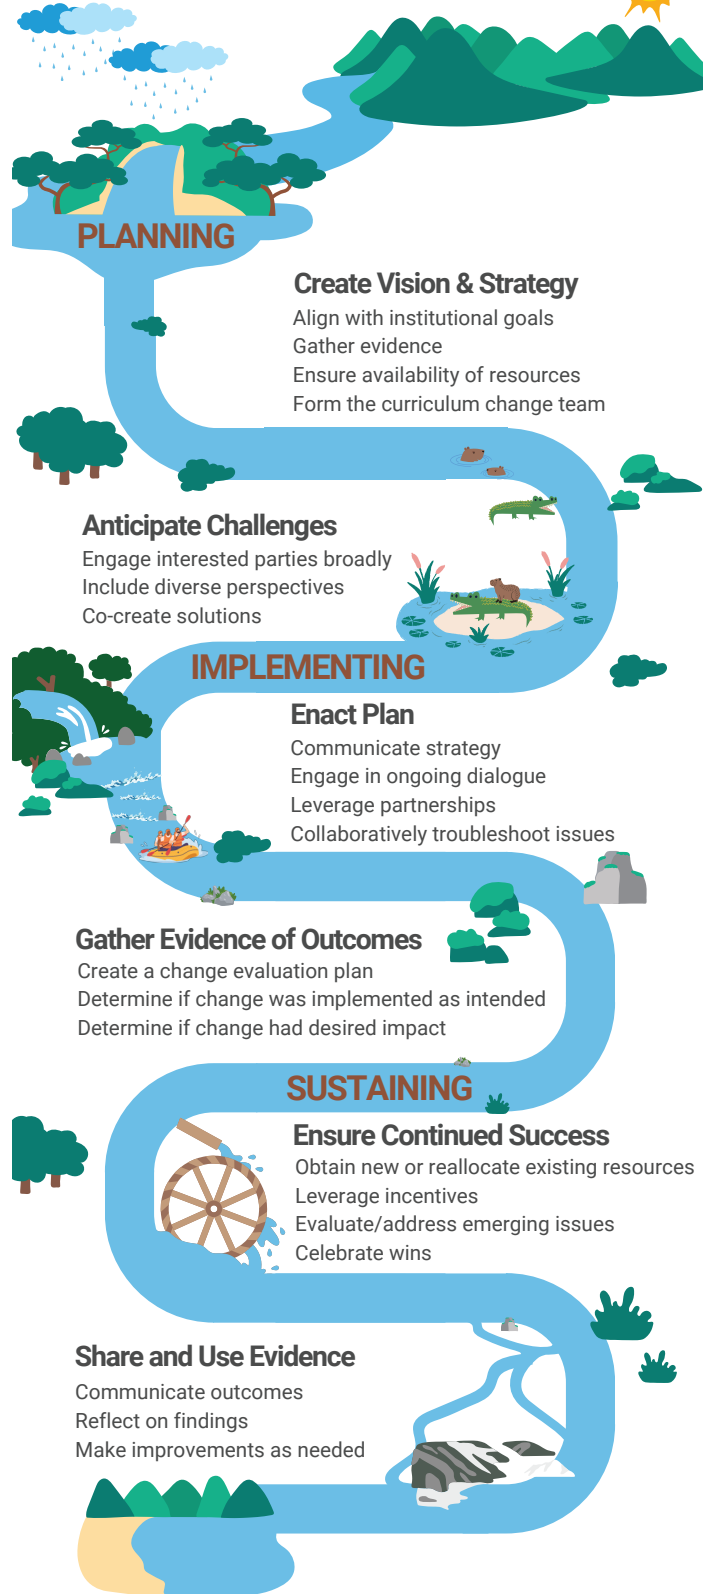 PLANNING
Create Vision & Strategy
Align with institutional goals
Gather evidence
Ensure availability of resources
Form the curriculum change team
Anticipate Challenges
Engage interested parties broadly
Include diverse perspectives
Co-create solutions
IMPLEMENTING
Enact Plan
Communicate strategy
Engage in ongoing dialogue
Leverage partnerships
Collaboratively troubleshoot issues
Gather Evidence of Outcomes
Create a change evaluation plan
Determine if change was implemented as intended
Determine if change had desired impact
SUSTAINING
Ensure Continued Success
Obtain new or reallocate existing resources
Leverage incentives
Evaluate/address emerging issues
Celebrate wins
Share and Use Evidence
Communicate outcomes
Reflect on findings
Make improvements as needed